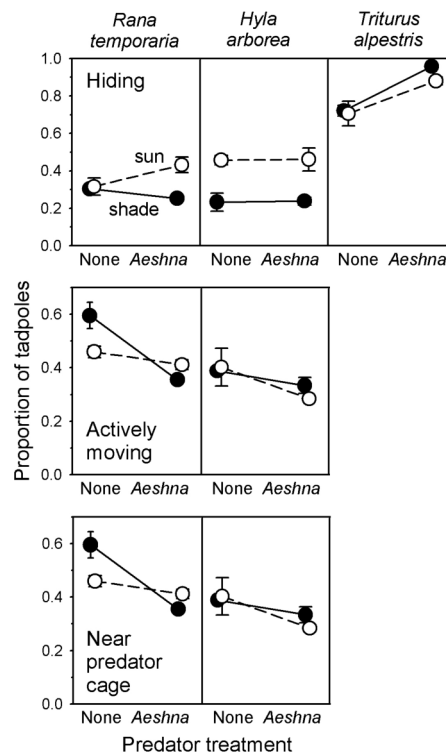 Rana temporaria
Hyla arborea
Triturus alpestris
Proportion of tadpoles
1.0
0.8
0.6
0.4
0.2
0.0
Hiding
sun
shade
None Aeshna None Aeshna None Aeshna
0.6
0.4
0.2
0.0
Actively
moving
None Aeshna None Aeshna
0.6
0.4
0.2
0.0
Near
predator
cage
None Aeshna None Aeshna
Predator treatment